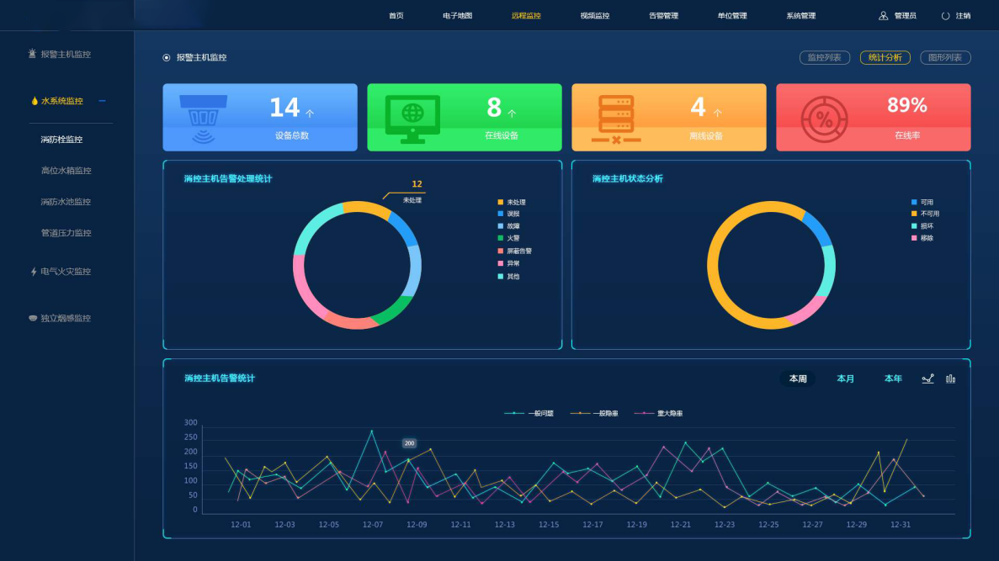 首页 电子地图 远程监控 视频监控 告警管理 单位管理 系统管理 管理员 注销
报警主机监控
水系统监控
消防栓监控
高位水箱监控
消防水池监控
管道压力监控
电气火灾监控
独立烟感监控
报警主机监控
监控列表 统计分析 图形列表
14 个
设备总数
8 个
在线设备
4 个
离线设备
89%
在线率
消控主机告警处理统计
12
未处理
未处理
误报
故障
火警
屏蔽告警
异常
其他
消控主机状态分析
可用
不可用
损坏
移除
消控主机告警统计
本周 本月 本年
一般问题 一般隐患 重大隐患
300
250
200
150
100
50
0
200
12-01 12-03 12-05 12-07 12-09 12-11 12-13 12-15 12-17 12-19 12-21 12-23 12-25 12-27 12-29 12-31